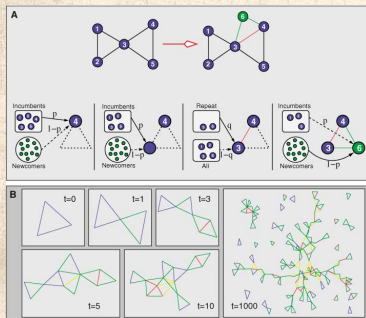 A
1
4
3
2
5
6
1
4
3
2
5
Incumbents
p
4
1–p
Newcomers
Incumbents
p
4
1–p
Newcomers
Repeat
q
4
3
1–q
All
Incumbents
p
4
3
6
1–p
Newcomers
B
t=0
t=1
t=3
t=5
t=10
t=1000